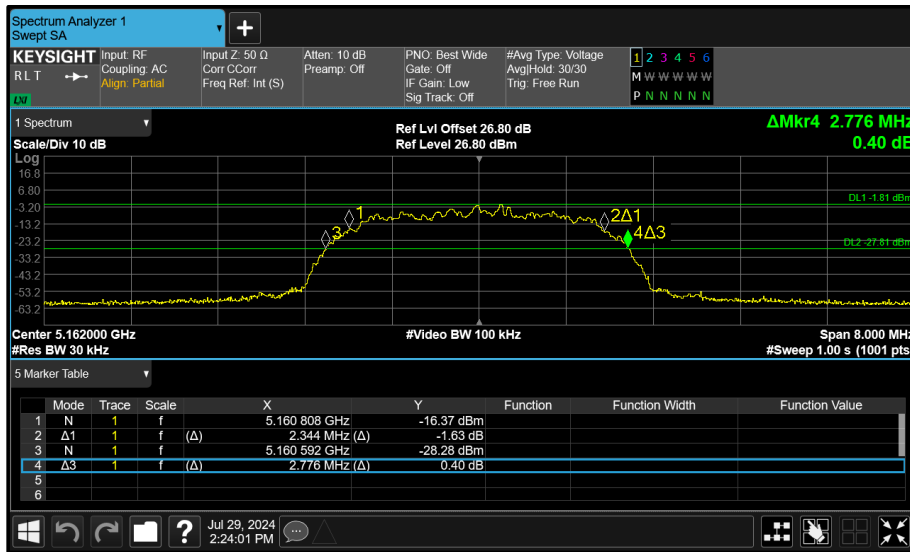 Spectrum Analyzer 1
Swept SA
+
KEYSIGHT
R L T
LXI
Input: RF
Coupling: AC
Align: Partial
Input Z: 50 Ω
Corr CCorr
Freq Ref: Int (S)
Atten: 10 dB
Preamp: Off
PNO: Best Wide
Gate: Off
IF Gain: Low
Sig Track: Off
#Avg Type: Voltage
Avg|Hold: 30/30
Trig: Free Run
1 2 3 4 5 6
M W W W W W
P N N N N N
1 Spectrum
Scale/Div 10 dB
Ref Lvl Offset 26.80 dB
Ref Level 26.80 dBm
ΔMkr4 2.776 MHz
0.40 dB
Log
16.8
6.80
-3.20
-13.2
-23.2
-33.2
-43.2
-53.2
-63.2
DL1 -1.81 dBm
1
2Δ1
3
4Δ3
DL2 -27.81 dBm
Center 5.162000 GHz
#Video BW 100 kHz
Span 8.000 MHz
#Res BW 30 kHz
#Sweep 1.00 s (1001 pts
5 Marker Table
Mode Trace Scale X Y Function Function Width Function Value
1 N 1 f 5.160 808 GHz -16.37 dBm
2 Δ1 1 f (Δ) 2.344 MHz (Δ) -1.63 dB
3 N 1 f 5.160 592 GHz -28.28 dBm
4 Δ3 1 f (Δ) 2.776 MHz (Δ) 0.40 dB
5
6
?
Jul 29, 2024
2:24:01 PM